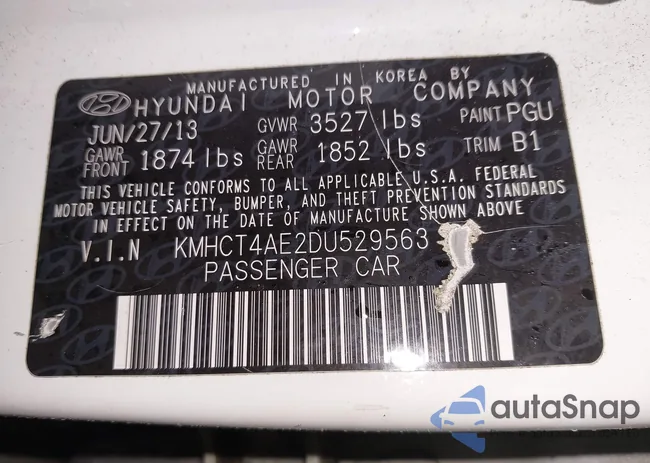 MANUFACTURED IN KOREA BY
HYUNDAI MOTOR COMPANY
JUN/27/13 GVWR 3527 lbs PAINT PGU
GAWR FRONT 1874 lbs GAWR REAR 1852 lbs TRIM B1
THIS VEHICLE CONFORMS TO ALL APPLICABLE U.S.A. FEDERAL
MOTOR VEHICLE SAFETY, BUMPER, AND THEFT PREVENTION STANDARDS
IN EFFECT ON THE DATE OF MANUFACTURE SHOWN ABOVE
V.I.N KMHCT4AE2DU529563
PASSENGER CAR
autoSnap